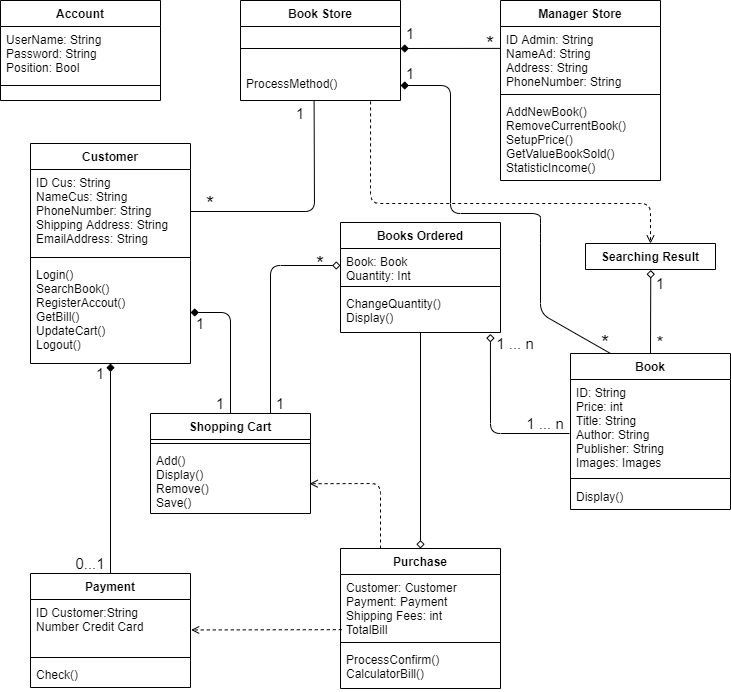 Account
UserName: String
Password: String
Position: Bool
Book Store
ProcessMethod()
Manager Store
ID Admin: String
NameAd: String
Address: String
PhoneNumber: String
AddNewBook()
RemoveCurrentBook()
SetupPrice()
GetValueBookSold()
StatisticIncome()
1
*
1
1
*
Customer
ID Cus: String
NameCus: String
PhoneNumber: String
Shipping Address: String
EmailAddress: String
Login()
SearchBook()
RegisterAccout()
GetBill()
UpdateCart()
Logout()
Books Ordered
Book: Book
Quantity: Int
ChangeQuantity()
Display()
*
Searching Result
1
*
*
1
1 ... n
1 ... n
1
1
1
Book
ID: String
Price: int
Title: String
Author: String
Publisher: String
Images: Images
Display()
Shopping Cart
Add()
Display()
Remove()
Save()
0...1
Payment
ID Customer:String
Number Credit Card
Check()
Purchase
Customer: Customer
Payment: Payment
Shipping Fees: int
TotalBill
ProcessConfirm()
CalculatorBill()